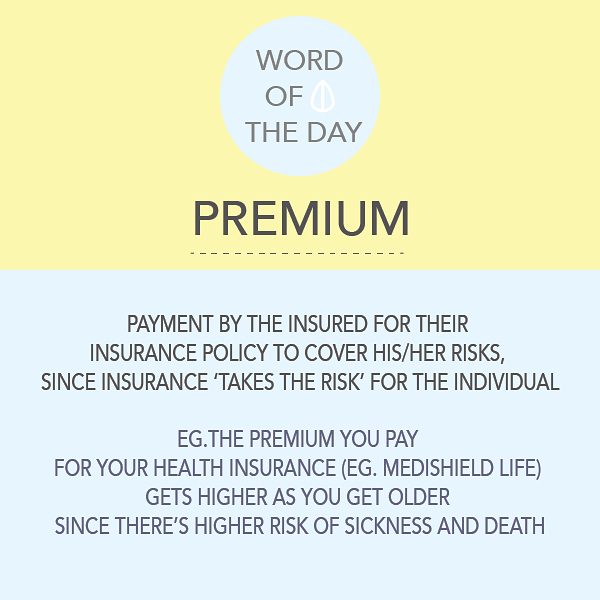 WORD
OF
THE DAY
PREMIUM
PAYMENT BY THE INSURED FOR THEIR
INSURANCE POLICY TO COVER HIS/HER RISKS,
SINCE INSURANCE ‘TAKES THE RISK’ FOR THE INDIVIDUAL
EG.THE PREMIUM YOU PAY
FOR YOUR HEALTH INSURANCE (EG. MEDISHIELD LIFE)
GETS HIGHER AS YOU GET OLDER
SINCE THERE’S HIGHER RISK OF SICKNESS AND DEATH